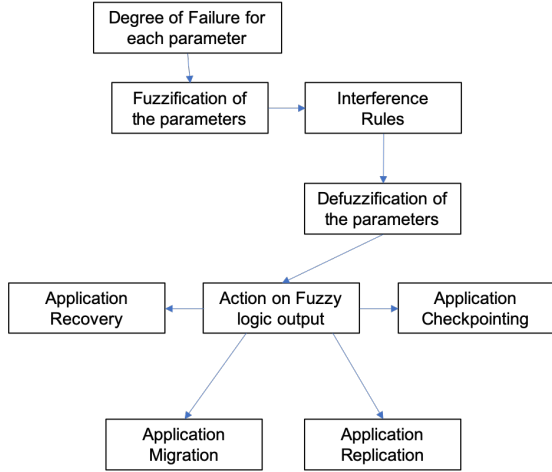 Degree of Failure for
each parameter
Fuzzification of
the parameters
Interference
Rules
Defuzzification of
the parameters
Application
Recovery
Action on Fuzzy
logic output
Application
Checkpointing
Application
Migration
Application
Replication